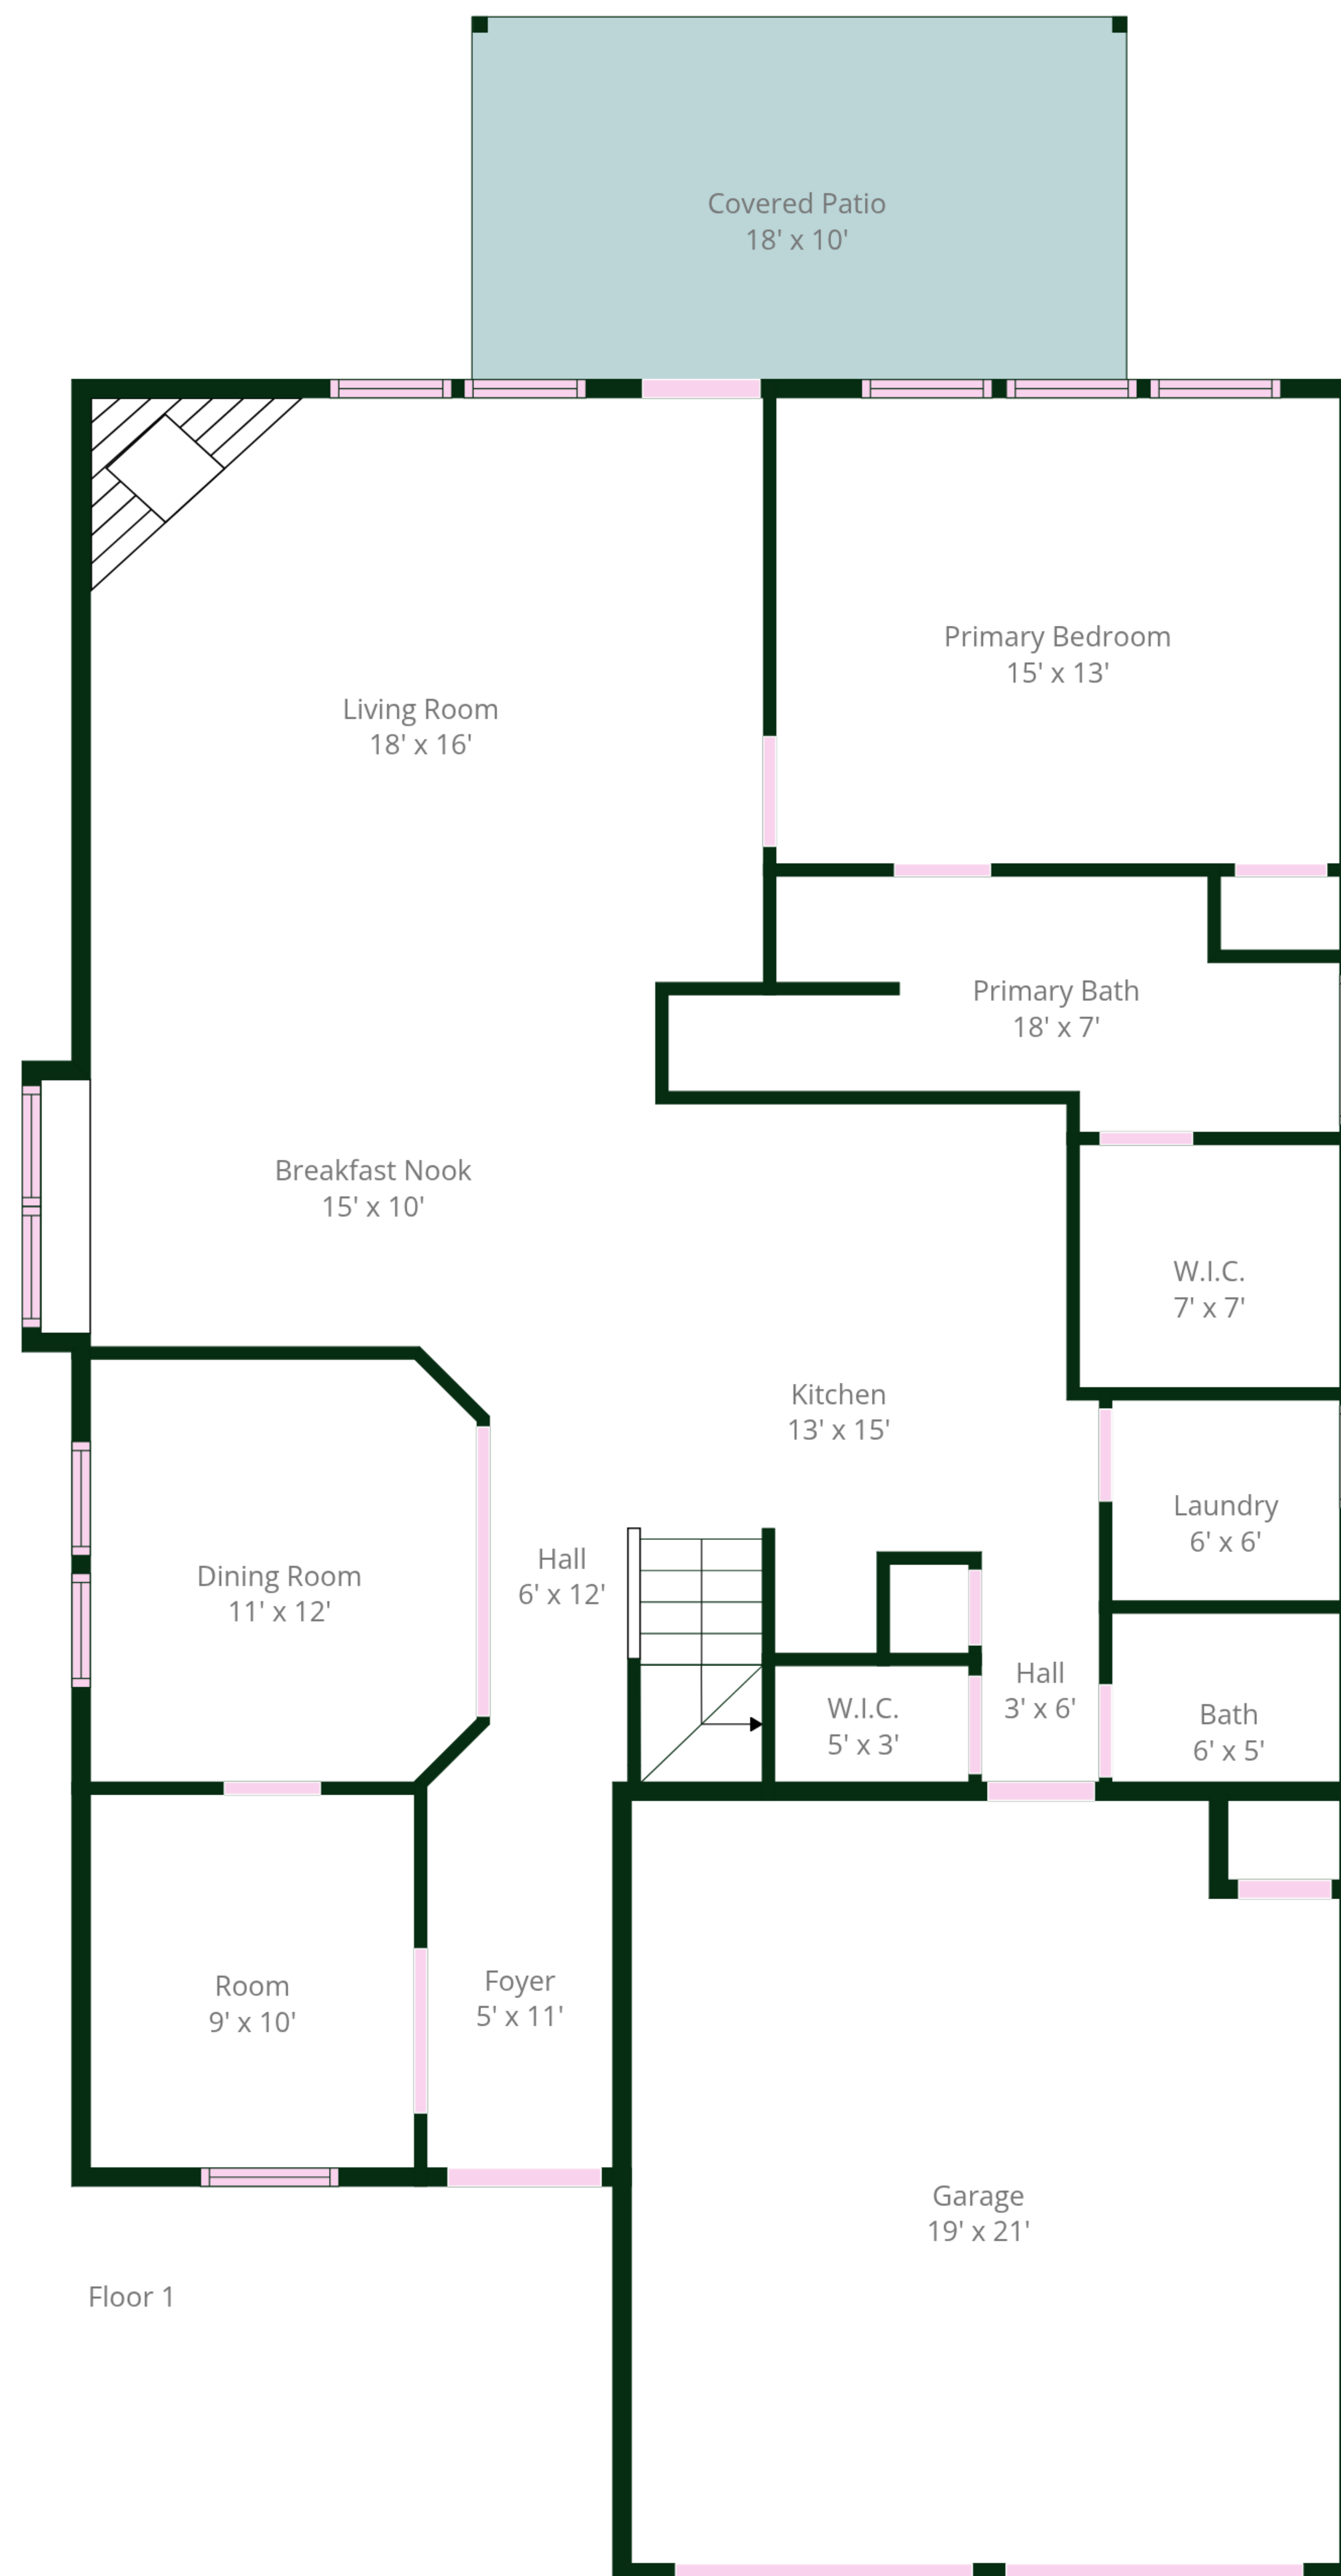 Covered Patio
18' x 10'
Primary Bedroom
15' x 13'
Living Room
18' x 16'
Primary Bath
18' x 7'
Breakfast Nook
15' x 10'
W.I.C.
7' x 7'
Kitchen
13' x 15'
Laundry
6' x 6'
Hall
6' x 12'
Dining Room
11' x 12'
Hall
3' x 6'
W.I.C.
5' x 3'
Bath
6' x 5'
Room
9' x 10'
Foyer
5' x 11'
Garage
19' x 21'
Floor 1